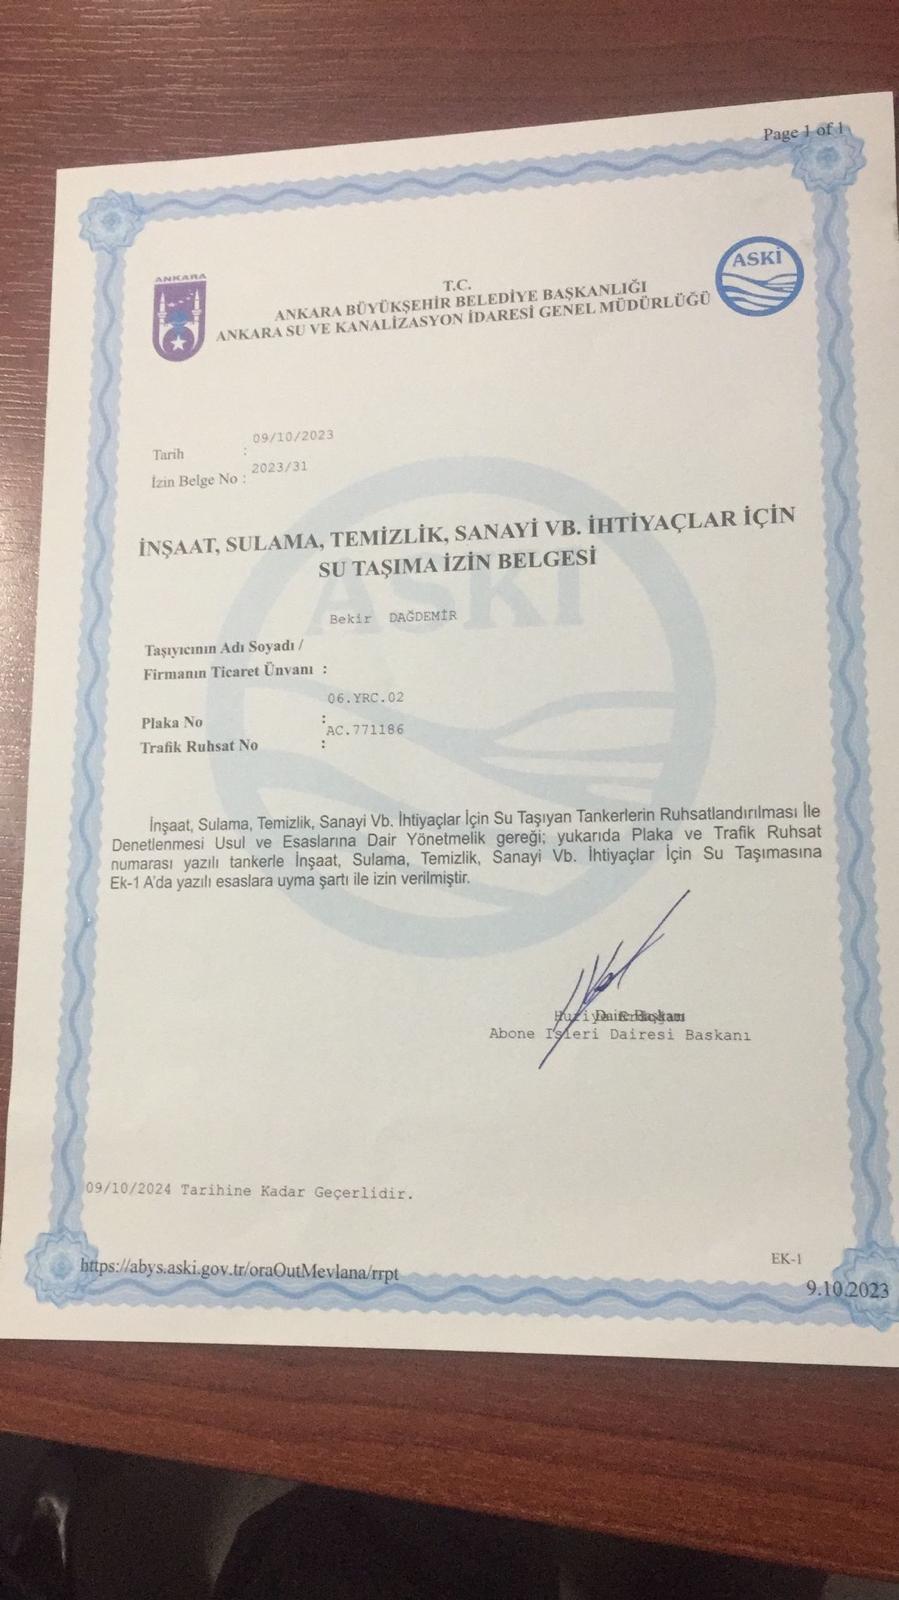 Page 1 of 1
ANKARA
ASKİ
T.C.
ANKARA BÜYÜKŞEHİR BELEDİYE BAŞKANLIĞI
ANKARA SU VE KANALİZASYON İDARESİ GENEL MÜDÜRLÜĞÜ
Tarih : 09/10/2023
İzin Belge No : 2023/31
İNŞAAT, SULAMA, TEMİZLİK, SANAYİ VB. İHTİYAÇLAR İÇİN
SU TAŞIMA İZİN BELGESİ
ASKİ
Bekir DAĞDEMİR
Taşıyıcının Adı Soyadı /
Firmanın Ticaret Ünvanı :
06.YRC.02
Plaka No :
AC.771186
Trafik Ruhsat No :
İnşaat, Sulama, Temizlik, Sanayi Vb. İhtiyaçlar İçin Su Taşıyan Tankerlerin Ruhsatlandırılması İle
Denetlenmesi Usul ve Esaslarına Dair Yönetmelik gereği; yukarıda Plaka ve Trafik Ruhsat
numarası yazılı tankerle İnşaat, Sulama, Temizlik, Sanayi Vb. İhtiyaçlar İçin Su Taşımasına
Ek-1 A'da yazılı esaslara uyma şartı ile izin verilmiştir.
Daire Başkanı
Abone Isleri Dairesi Baskanı
09/10/2024 Tarihine Kadar Geçerlidir.
https://abys.aski.gov.tr/oraOutMevlana/rrpt
EK-1
9.10.2023